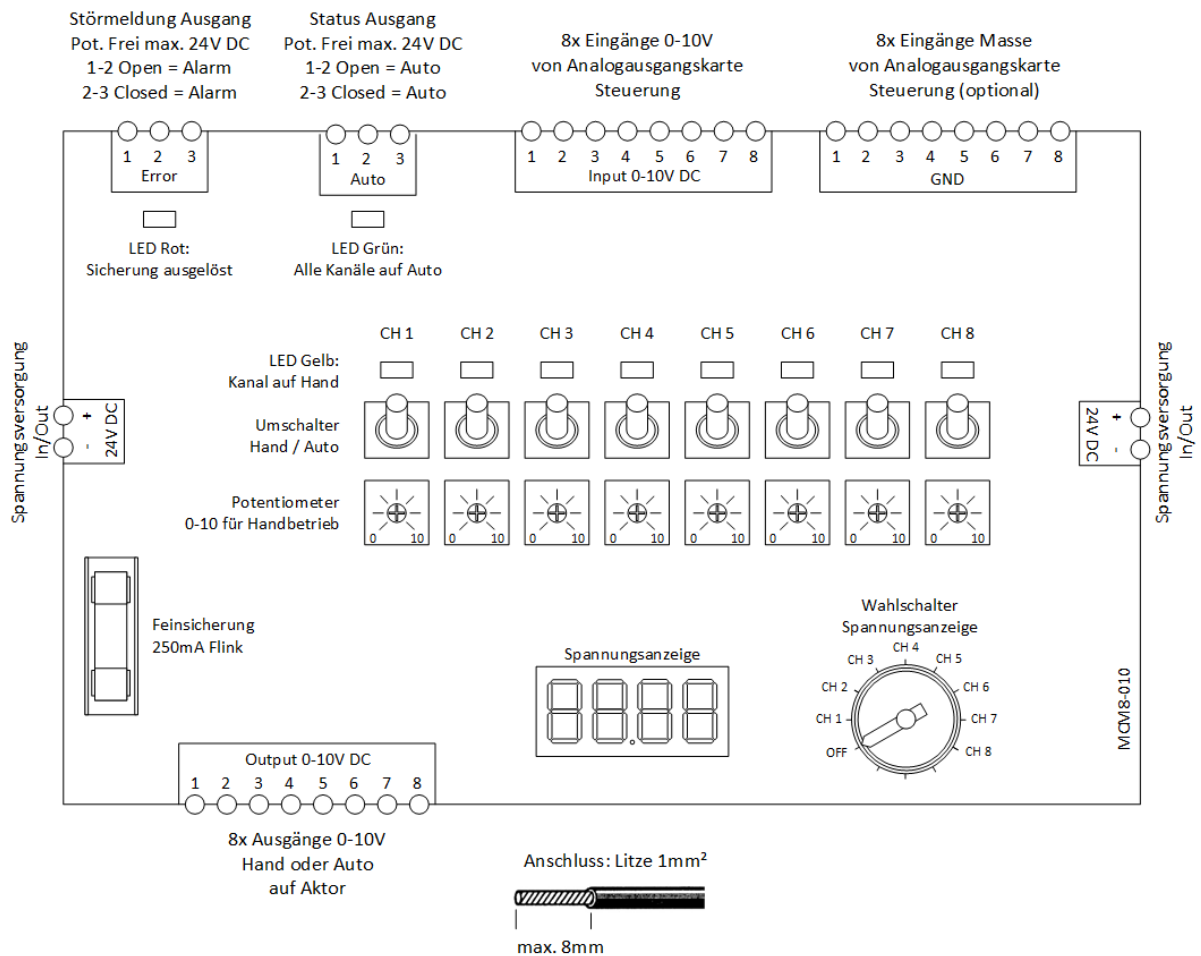 Störmeldung Ausgang
Pot. Frei max. 24V DC
1-2 Open = Alarm
2-3 Closed = Alarm
Status Ausgang
Pot. Frei max. 24V DC
1-2 Open = Auto
2-3 Closed = Auto
8x Eingänge 0-10V
von Analogausgangskarte
Steuerung
8x Eingänge Masse
von Analogausgangskarte
Steuerung (optional)
1 2 3
Error
1 2 3
Auto
1 2 3 4 5 6 7 8
Input 0-10V DC
1 2 3 4 5 6 7 8
GND
LED Rot:
Sicherung ausgelöst
LED Grün:
Alle Kanäle auf Auto
CH 1 CH 2 CH 3 CH 4 CH 5 CH 6 CH 7 CH 8
LED Gelb:
Kanal auf Hand
Spannungsversorgung
In/Out
+
-
24V DC
Umschalter
Hand / Auto
24V DC
+
-
Spannungsversorgung
In/Out
Potentiometer
0-10 für Handbetrieb
0 10 0 10 0 10 0 10 0 10 0 10 0 10 0 10
Feinsicherung
250mA Flink
Spannungsanzeige
Wahlschalter
Spannungsanzeige
OFF
CH 1
CH 2
CH 3
CH 4
CH 5
CH 6
CH 7
CH 8
MCM8-010
Output 0-10V DC
1 2 3 4 5 6 7 8
8x Ausgänge 0-10V
Hand oder Auto
auf Aktor
Anschluss: Litze 1mm²
max. 8mm